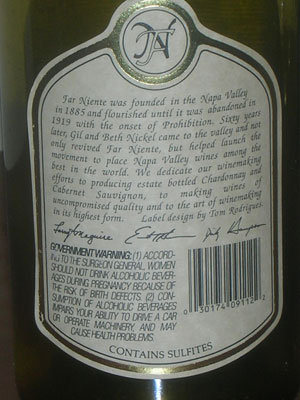 Far Niente was founded in the Napa Valley
in 1885 and flourished until it was abandoned in
1919 with the onset of Prohibition. Sixty years
later, Gil and Beth Nickel came to the valley and not
only revived Far Niente, but helped launch the
movement to place Napa Valley wines among the
best in the world. We dedicate our winemaking
efforts to producing estate bottled Chardonnay and
Cabernet Sauvignon, to making wines of
uncompromised quality and to the art of winemaking
in its highest form. Label design by Tom Rodrigues.
GOVERNMENT WARNING: (1) ACCORD-
TO THE SURGEON GENERAL, WOMEN
SHOULD NOT DRINK ALCOHOLIC BEVER-
AGES DURING PREGNANCY BECAUSE OF
THE RISK OF BIRTH DEFECTS. (2) CON-
SUMPTION OF ALCOHOLIC BEVERAGES
IMPAIRS YOUR ABILITY TO DRIVE A CAR
OR OPERATE MACHINERY, AND MAY
CAUSE HEALTH PROBLEMS.
0 30174 09112 2
CONTAINS SULFITES